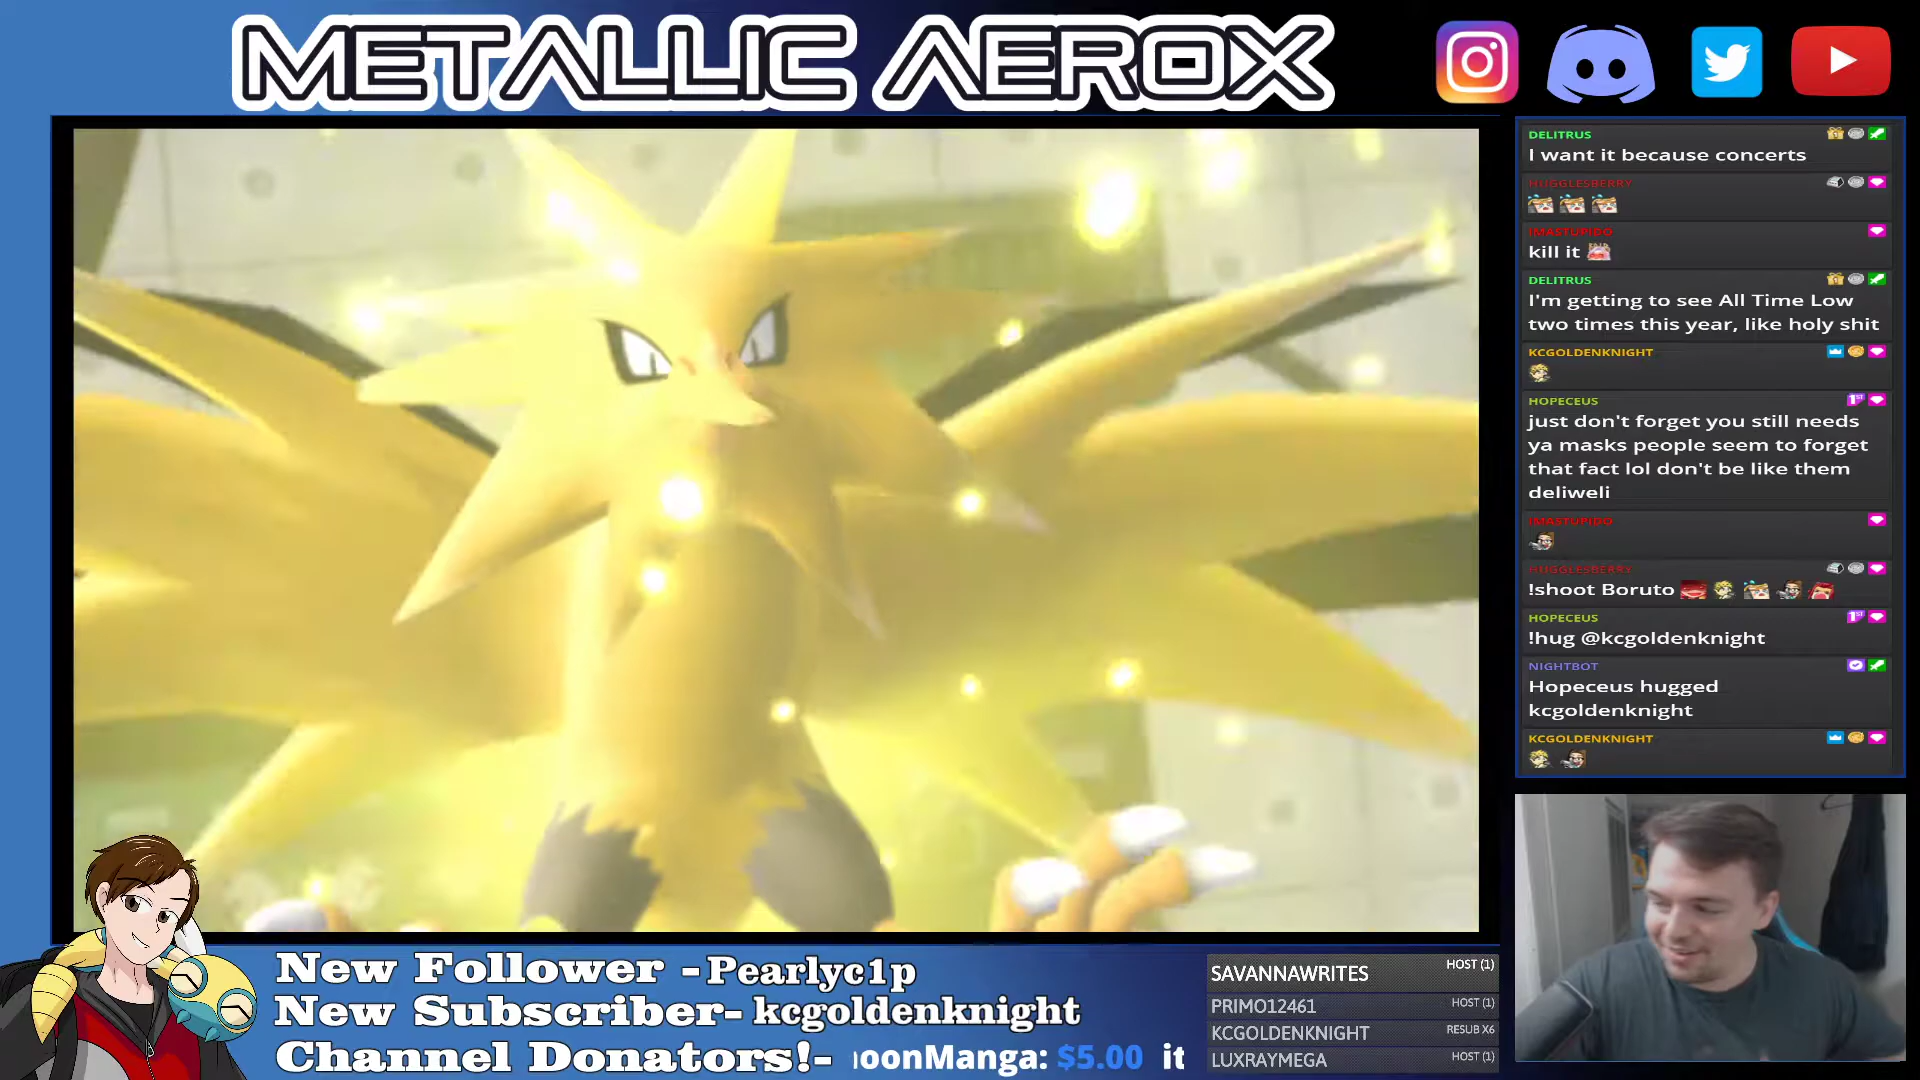 METALLIC AEROX
DELITRUS
I want it because concerts
HUGGLESBERRY
IMASTUPIDO
kill it
DELITRUS
I'm getting to see All Time Low
two times this year, like holy shit
KCGOLDENKNIGHT
HOPECEUS
just don't forget you still needs
ya masks people seem to forget
that fact lol don't be like them
deliweli
IMASTUPIDO
HUGGLESBERRY
!shoot Boruto
HOPECEUS
!hug @kcgoldenknight
NIGHTBOT
Hopeceus hugged
kcgoldenknight
KCGOLDENKNIGHT
New Follower -Pearlyc1p
New Subscriber- kcgoldenknight
Channel Donators!- oonManga: $5.00 it
SAVANNAWRITES HOST (1)
PRIMO12461 HOST (1)
KCGOLDENKNIGHT RESUB X6
LUXRAYMEGA HOST (1)